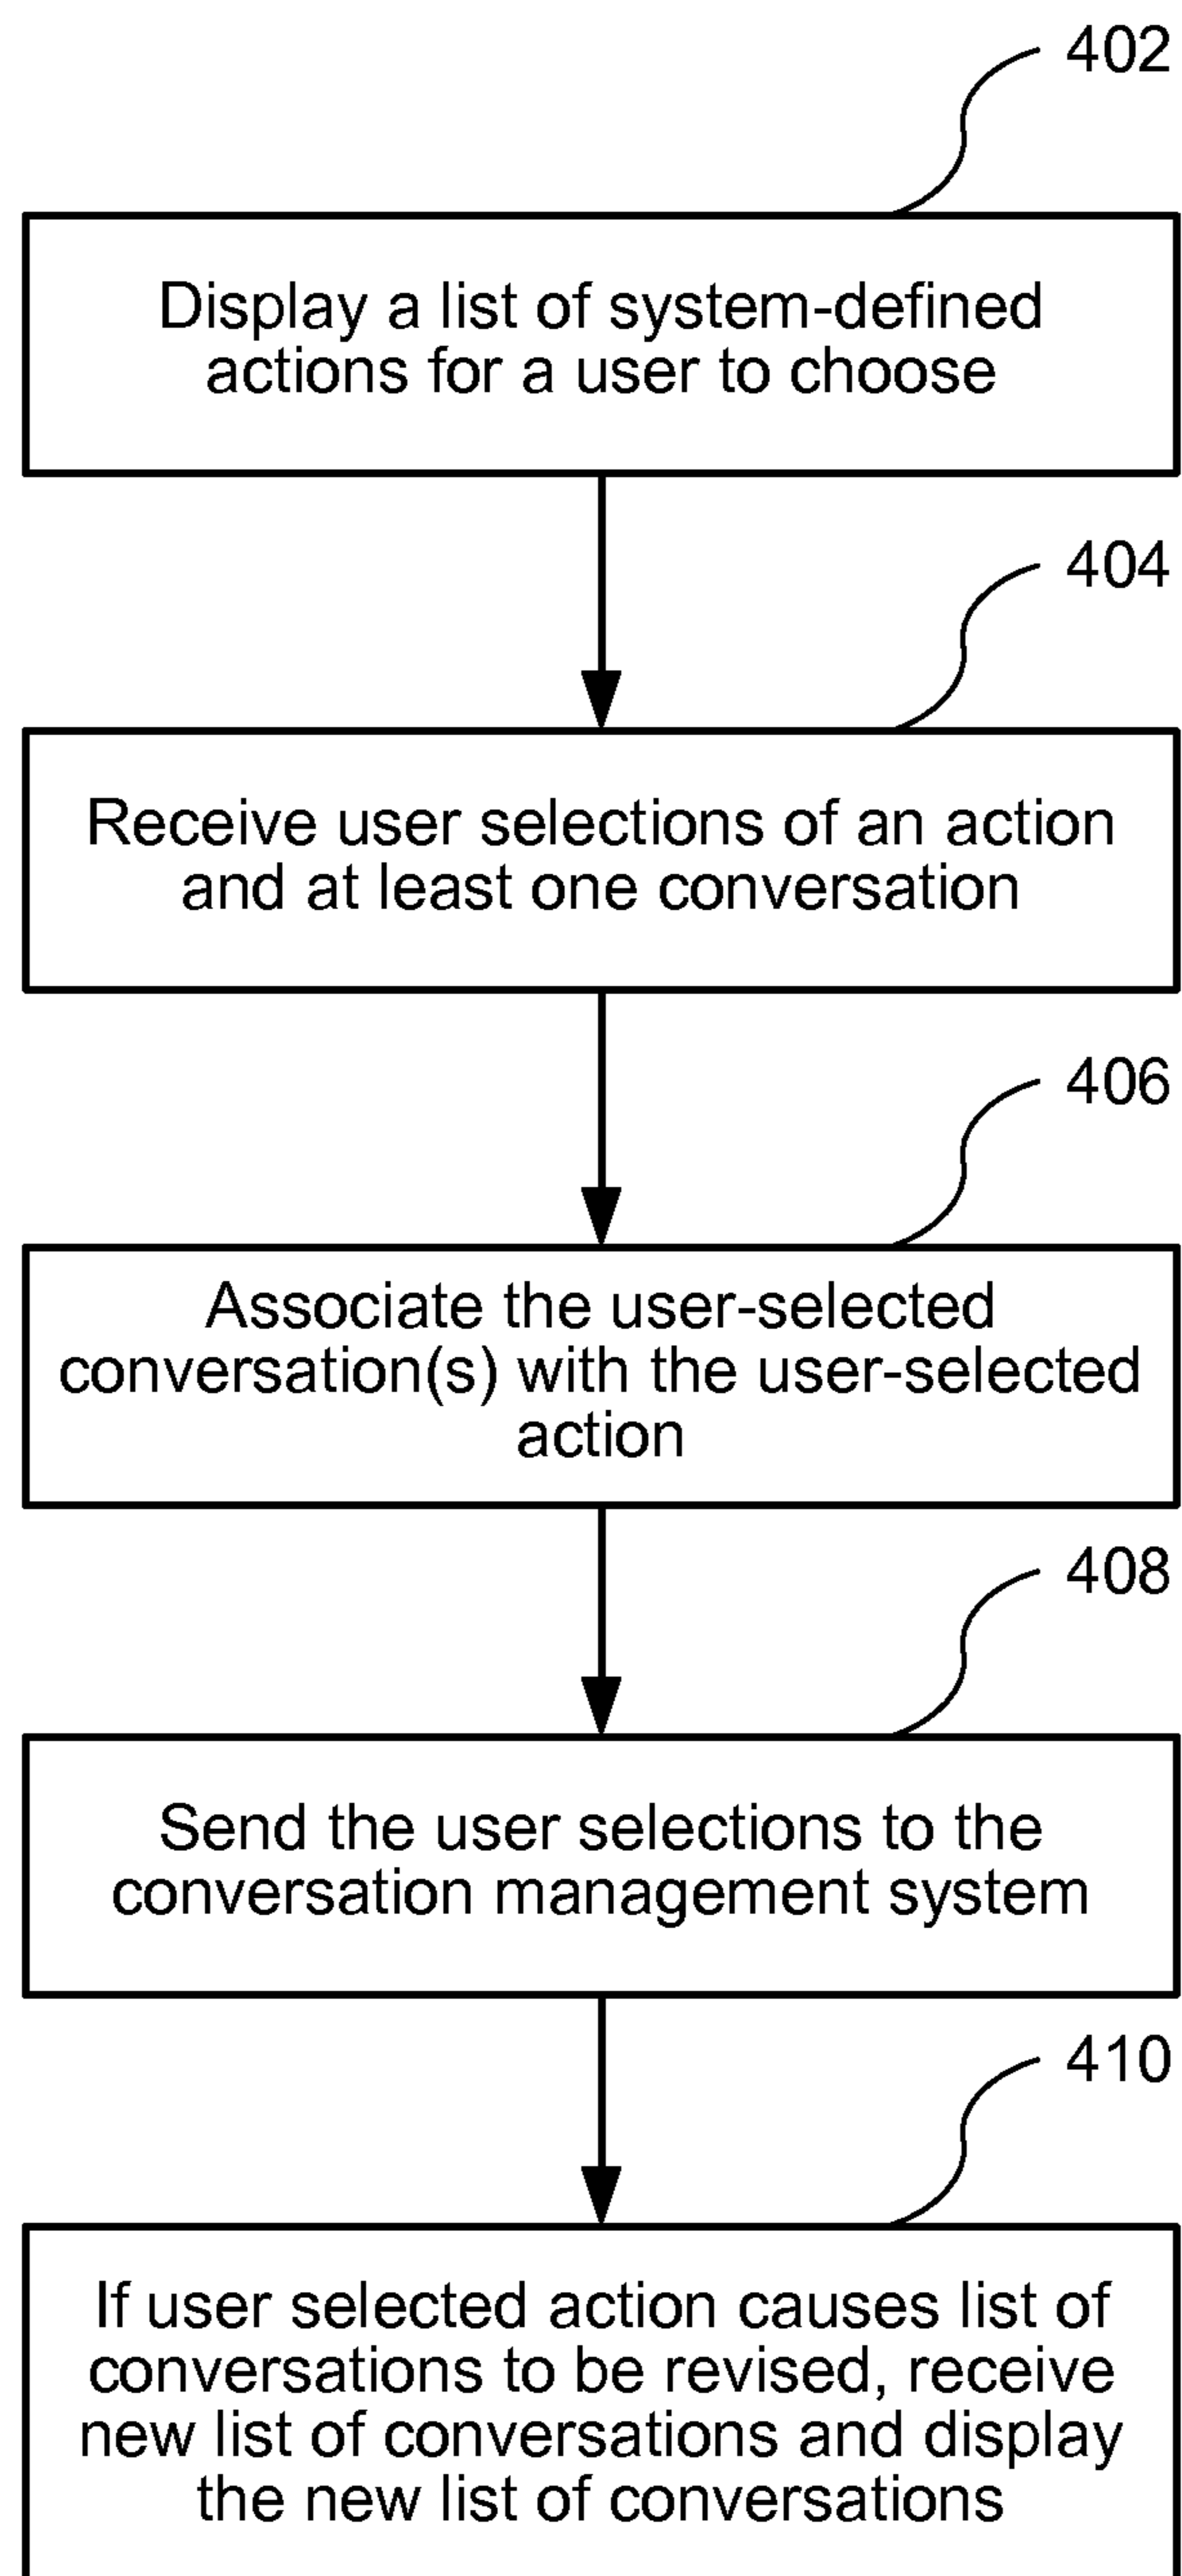 402
Display a list of system-defined
actions for a user to choose
404
Receive user selections of an action
and at least one conversation
406
Associate the user-selected
conversation(s) with the user-selected
action
408
Send the user selections to the
conversation management system
410
If user selected action causes list of
conversations to be revised, receive
new list of conversations and display
the new list of conversations